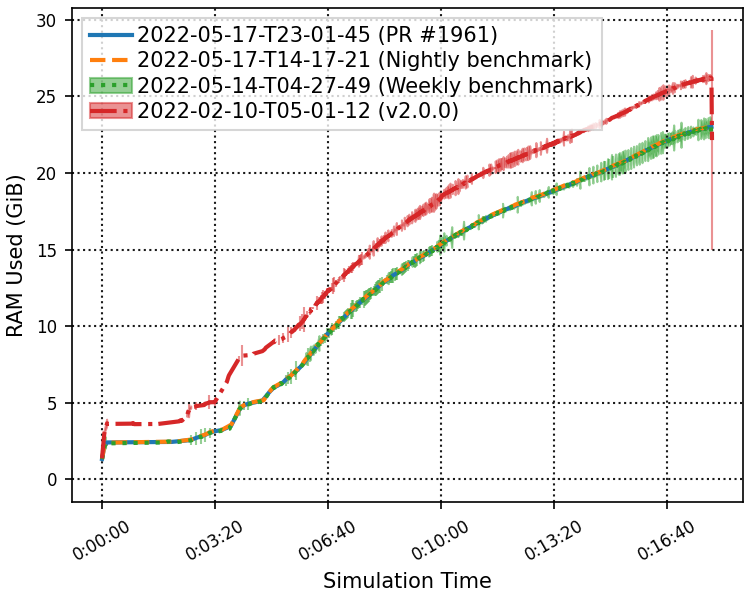 2022-05-17-T23-01-45 (PR #1961)
2022-05-17-T14-17-21 (Nightly benchmark)
2022-05-14-T04-27-49 (Weekly benchmark)
2022-02-10-T05-01-12 (v2.0.0)
30
25
20
15
10
5
0
RAM Used (GiB)
0:00:00
0:03:20
0:06:40
0:10:00
0:13:20
0:16:40
Simulation Time